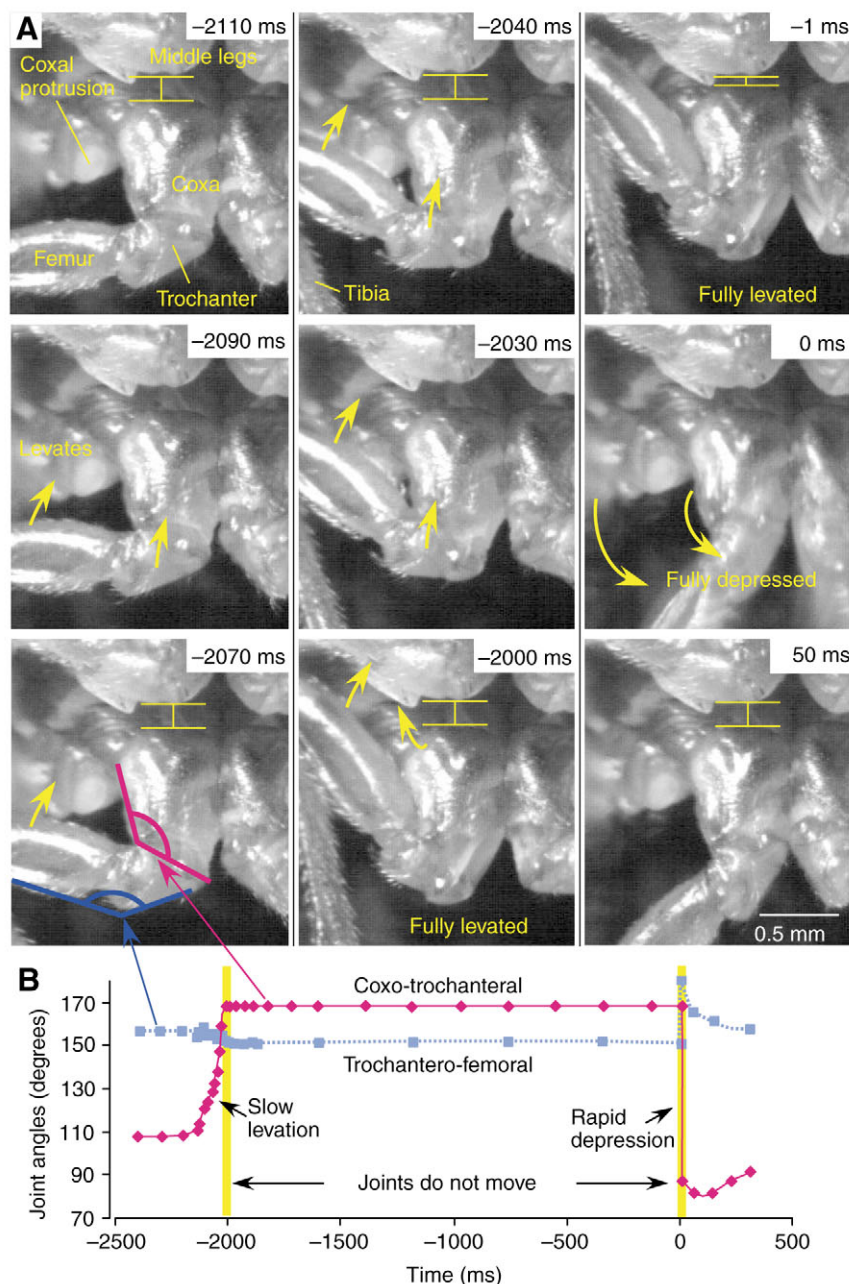 A
−2110 ms
Middle legs
Coxal
protrusion
Coxa
Femur
Trochanter
−2040 ms
Tibia
−1 ms
Fully levated
−2090 ms
Levates
−2030 ms
0 ms
Fully depressed
−2070 ms
−2000 ms
Fully levated
50 ms
0.5 mm
B
Joint angles (degrees)
170
150
130
110
90
70
Coxo-trochanteral
Trochantero-femoral
Slow
levation
Rapid
depression
Joints do not move
−2500
−2000
−1500
−1000
−500
0
500
Time (ms)